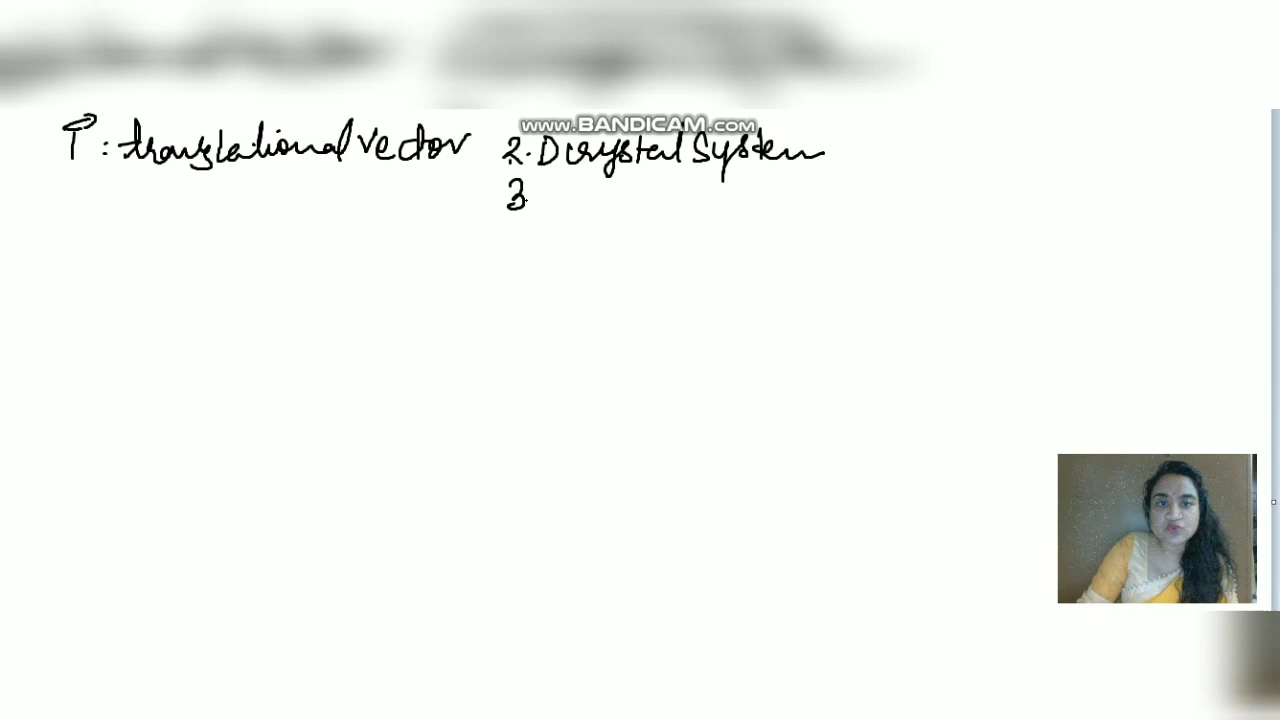 www.BANDICAM.com
T⃗ : translational vector 2-D crystal System
3